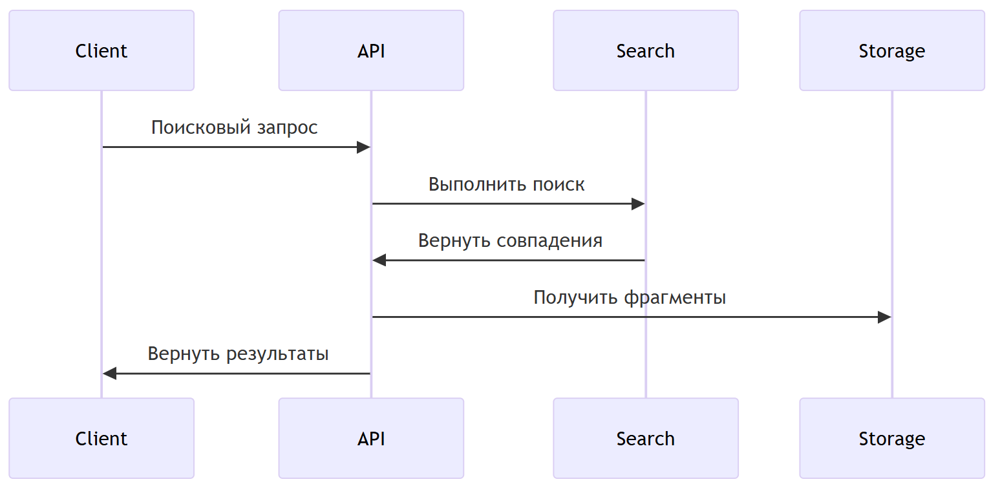 Client
API
Search
Storage
Поисковый запрос
Выполнить поиск
Вернуть совпадения
Получить фрагменты
Вернуть результаты
Client
API
Search
Storage